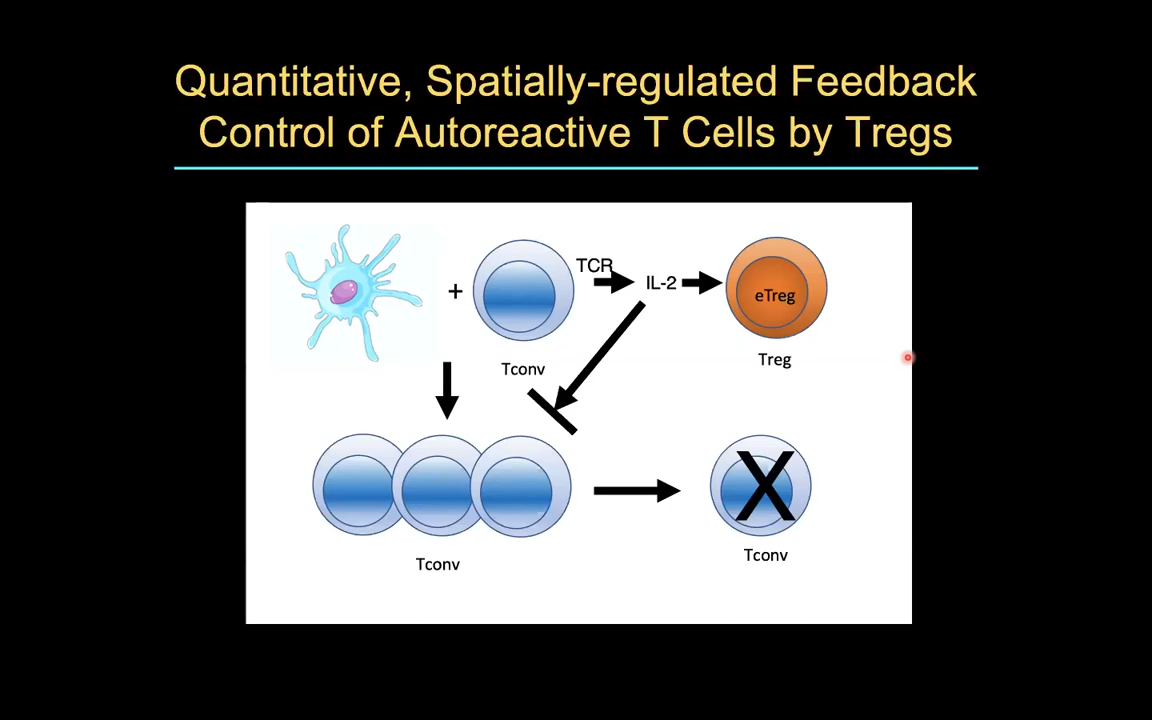 Quantitative, Spatially-regulated Feedback
Control of Autoreactive T Cells by Tregs
+
TCR
IL-2
eTreg
Tconv
Treg
Tconv
X
Tconv